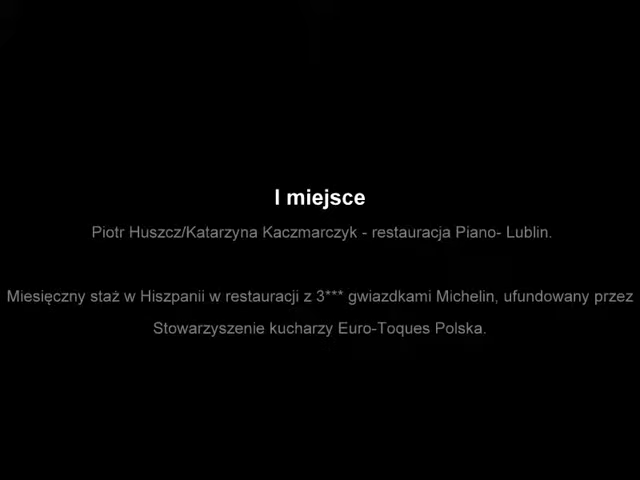 I miejsce
Piotr Huszcz/Katarzyna Kaczmarczyk - restauracja Piano- Lublin.
Miesięczny staż w Hiszpanii w restauracji z 3*** gwiazdkami Michelin, ufundowany przez
Stowarzyszenie kucharzy Euro-Toques Polska.